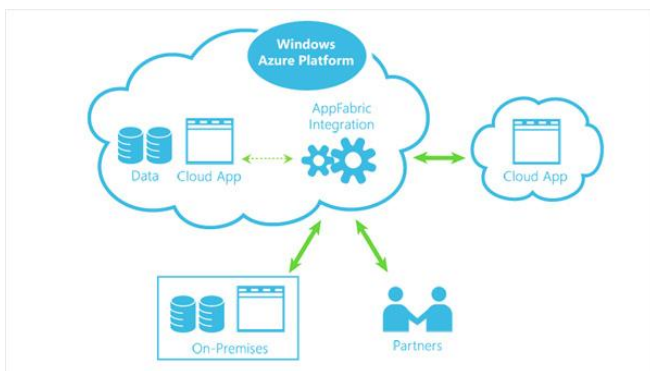 Windows
Azure Platform
AppFabric
Integration
Data
Cloud App
Cloud App
On-Premises
Partners